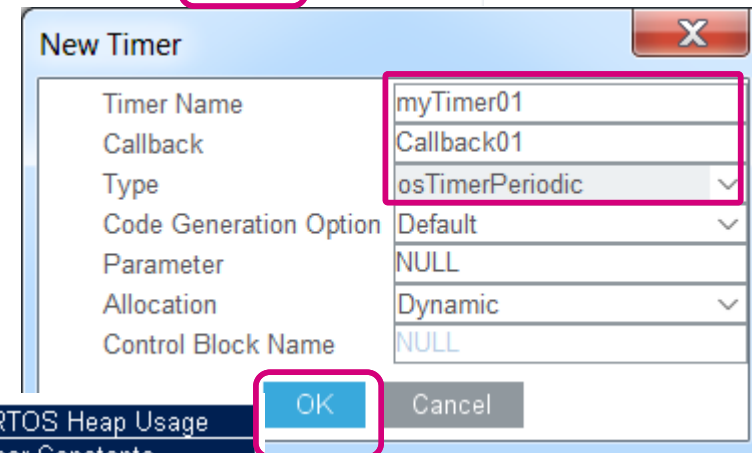 New Timer
Timer Name myTimer01
Callback Callback01
Type osTimerPeriodic
Code Generation Option Default
Parameter NULL
Allocation Dynamic
Control Block Name NULL
OK Cancel
RTOS Heap Usage
Constants